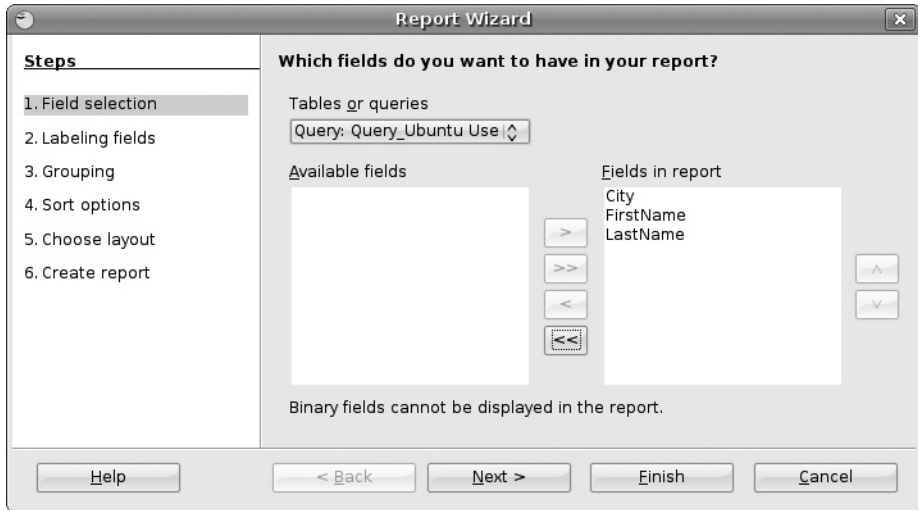 Report Wizard
Steps
1. Field selection
2. Labeling fields
3. Grouping
4. Sort options
5. Choose layout
6. Create report
Which fields do you want to have in your report?
Tables or queries
Query: Query_Ubuntu Use
Available fields
>
>>
<
<<
Fields in report
City
FirstName
LastName
Binary fields cannot be displayed in the report.
Help
< Back
Next >
Finish
Cancel